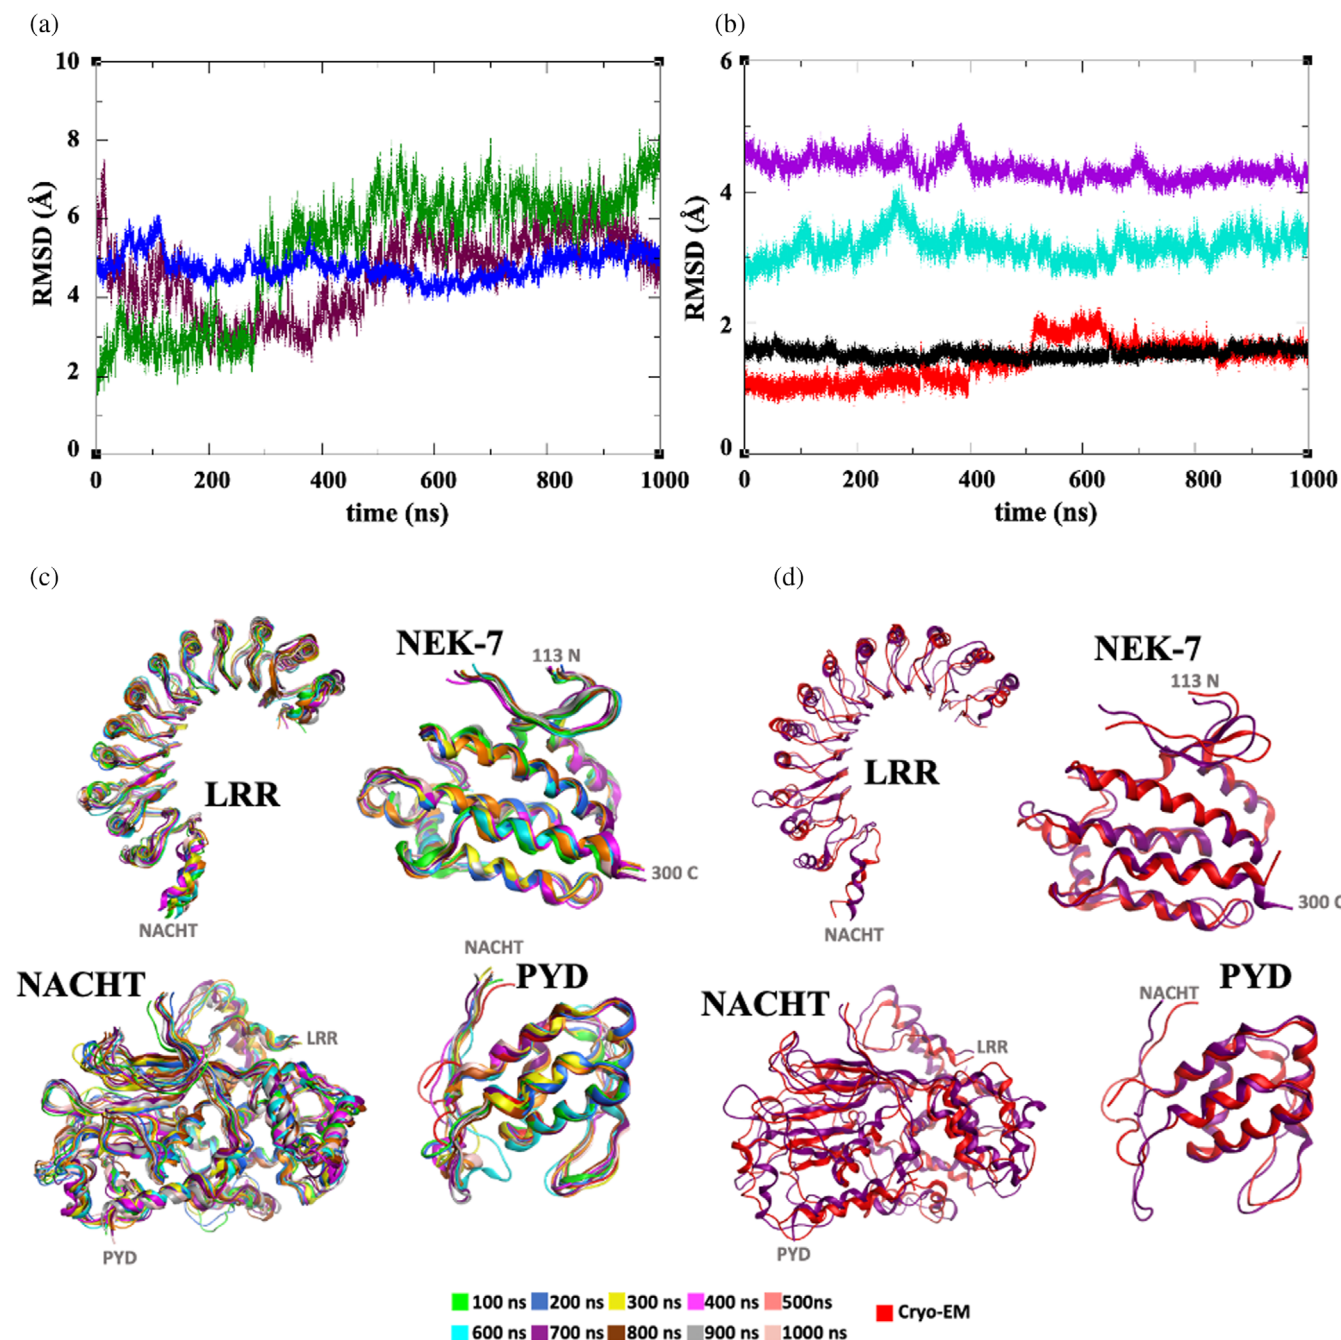 (a)
(b)
10
8
6
4
2
0
RMSD (Å)
0 200 400 600 800 1000
time (ns)
6
4
2
0
RMSD (Å)
0 200 400 600 800 1000
time (ns)
(c)
(d)
NEK-7
113 N
LRR
300 C
NACHT
NEK-7
113 N
LRR
300 C
NACHT
NACHT
NACHT
PYD
LRR
PYD
NACHT
NACHT
PYD
LRR
PYD
100 ns 200 ns 300 ns 400 ns 500ns
600 ns 700 ns 800 ns 900 ns 1000 ns
Cryo-EM